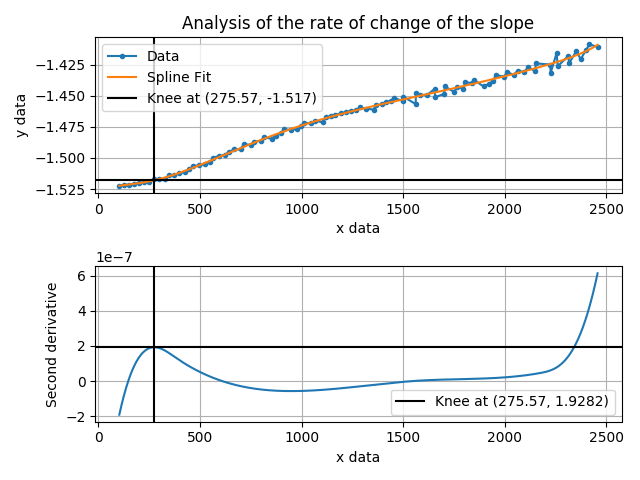 Analysis of the rate of change of the slope
Data
Spline Fit
Knee at (275.57, -1.517)
y data
−1.425
−1.450
−1.475
−1.500
−1.525
0 500 1000 1500 2000 2500
x data
1e−7
Second derivative
6
4
2
0
−2
Knee at (275.57, 1.9282)
0 500 1000 1500 2000 2500
x data